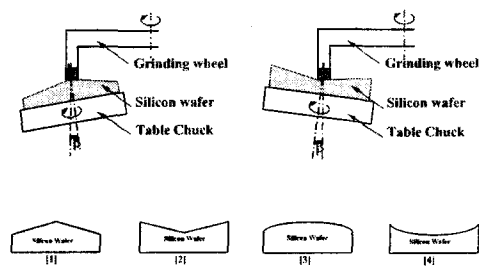 Grinding wheel
Silicon wafer
Table Chuck
Grinding wheel
Silicon wafer
Table Chuck
Silicon Wafer
[1]
Silicon Wafer
[2]
Silicon Wafer
[3]
Silicon Wafer
[4]